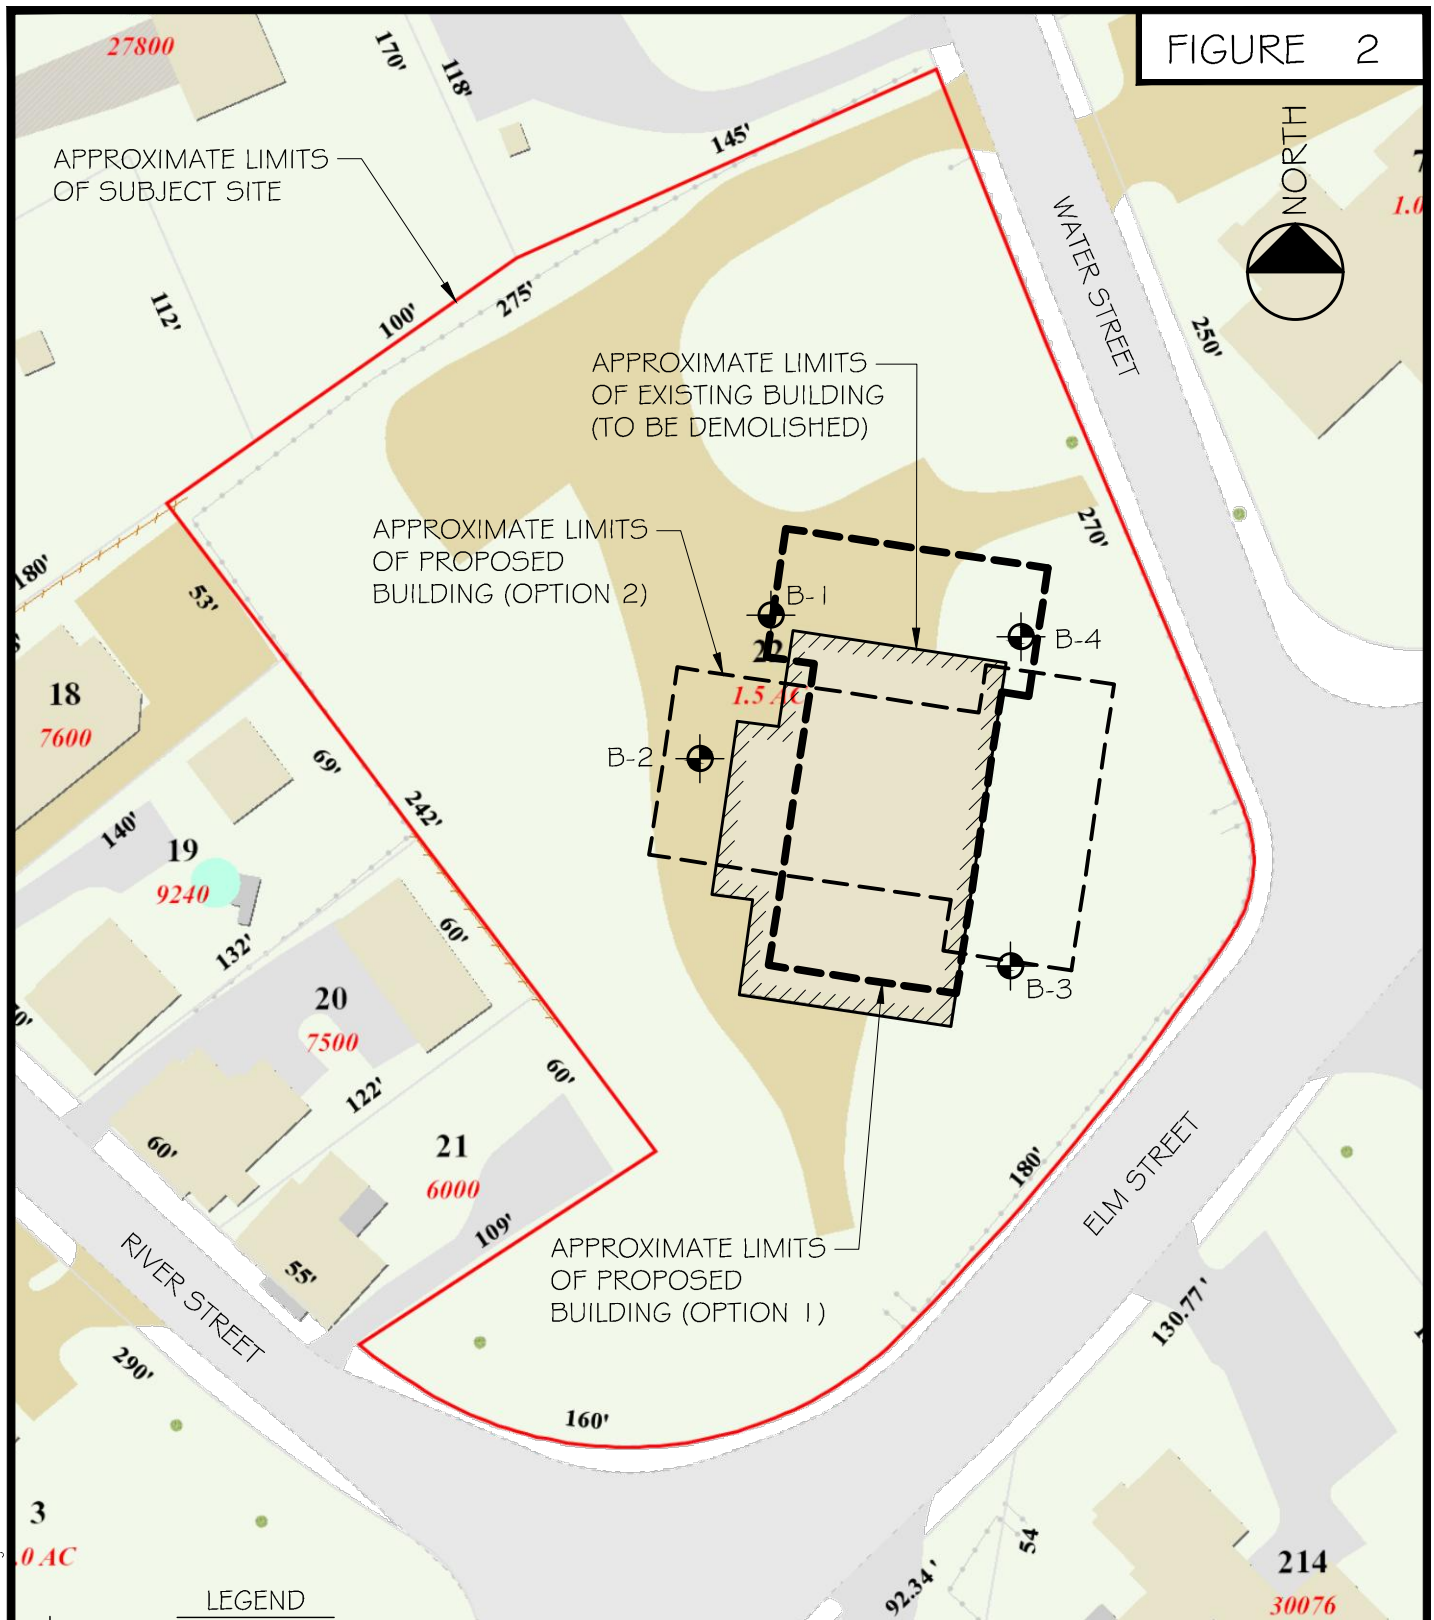 FIGURE 2
27800
170'
118'
145'
APPROXIMATE LIMITS
OF SUBJECT SITE
NORTH
1.0
WATER STREET
112'
100'
275'
250'
APPROXIMATE LIMITS
OF EXISTING BUILDING
(TO BE DEMOLISHED)
270'
APPROXIMATE LIMITS
OF PROPOSED
BUILDING (OPTION 2)
180'
53'
B-1
B-4
22
1.5 AC
18
7600
69'
B-2
242'
140'
19
9240
60'
132'
B-3
20
7500
60'
122'
60'
21
6000
180'
ELM STREET
109'
APPROXIMATE LIMITS
OF PROPOSED
BUILDING (OPTION 1)
RIVER STREET
55'
130.77'
290'
160'
3
.0 AC
54
214
92.34'
30076
LEGEND